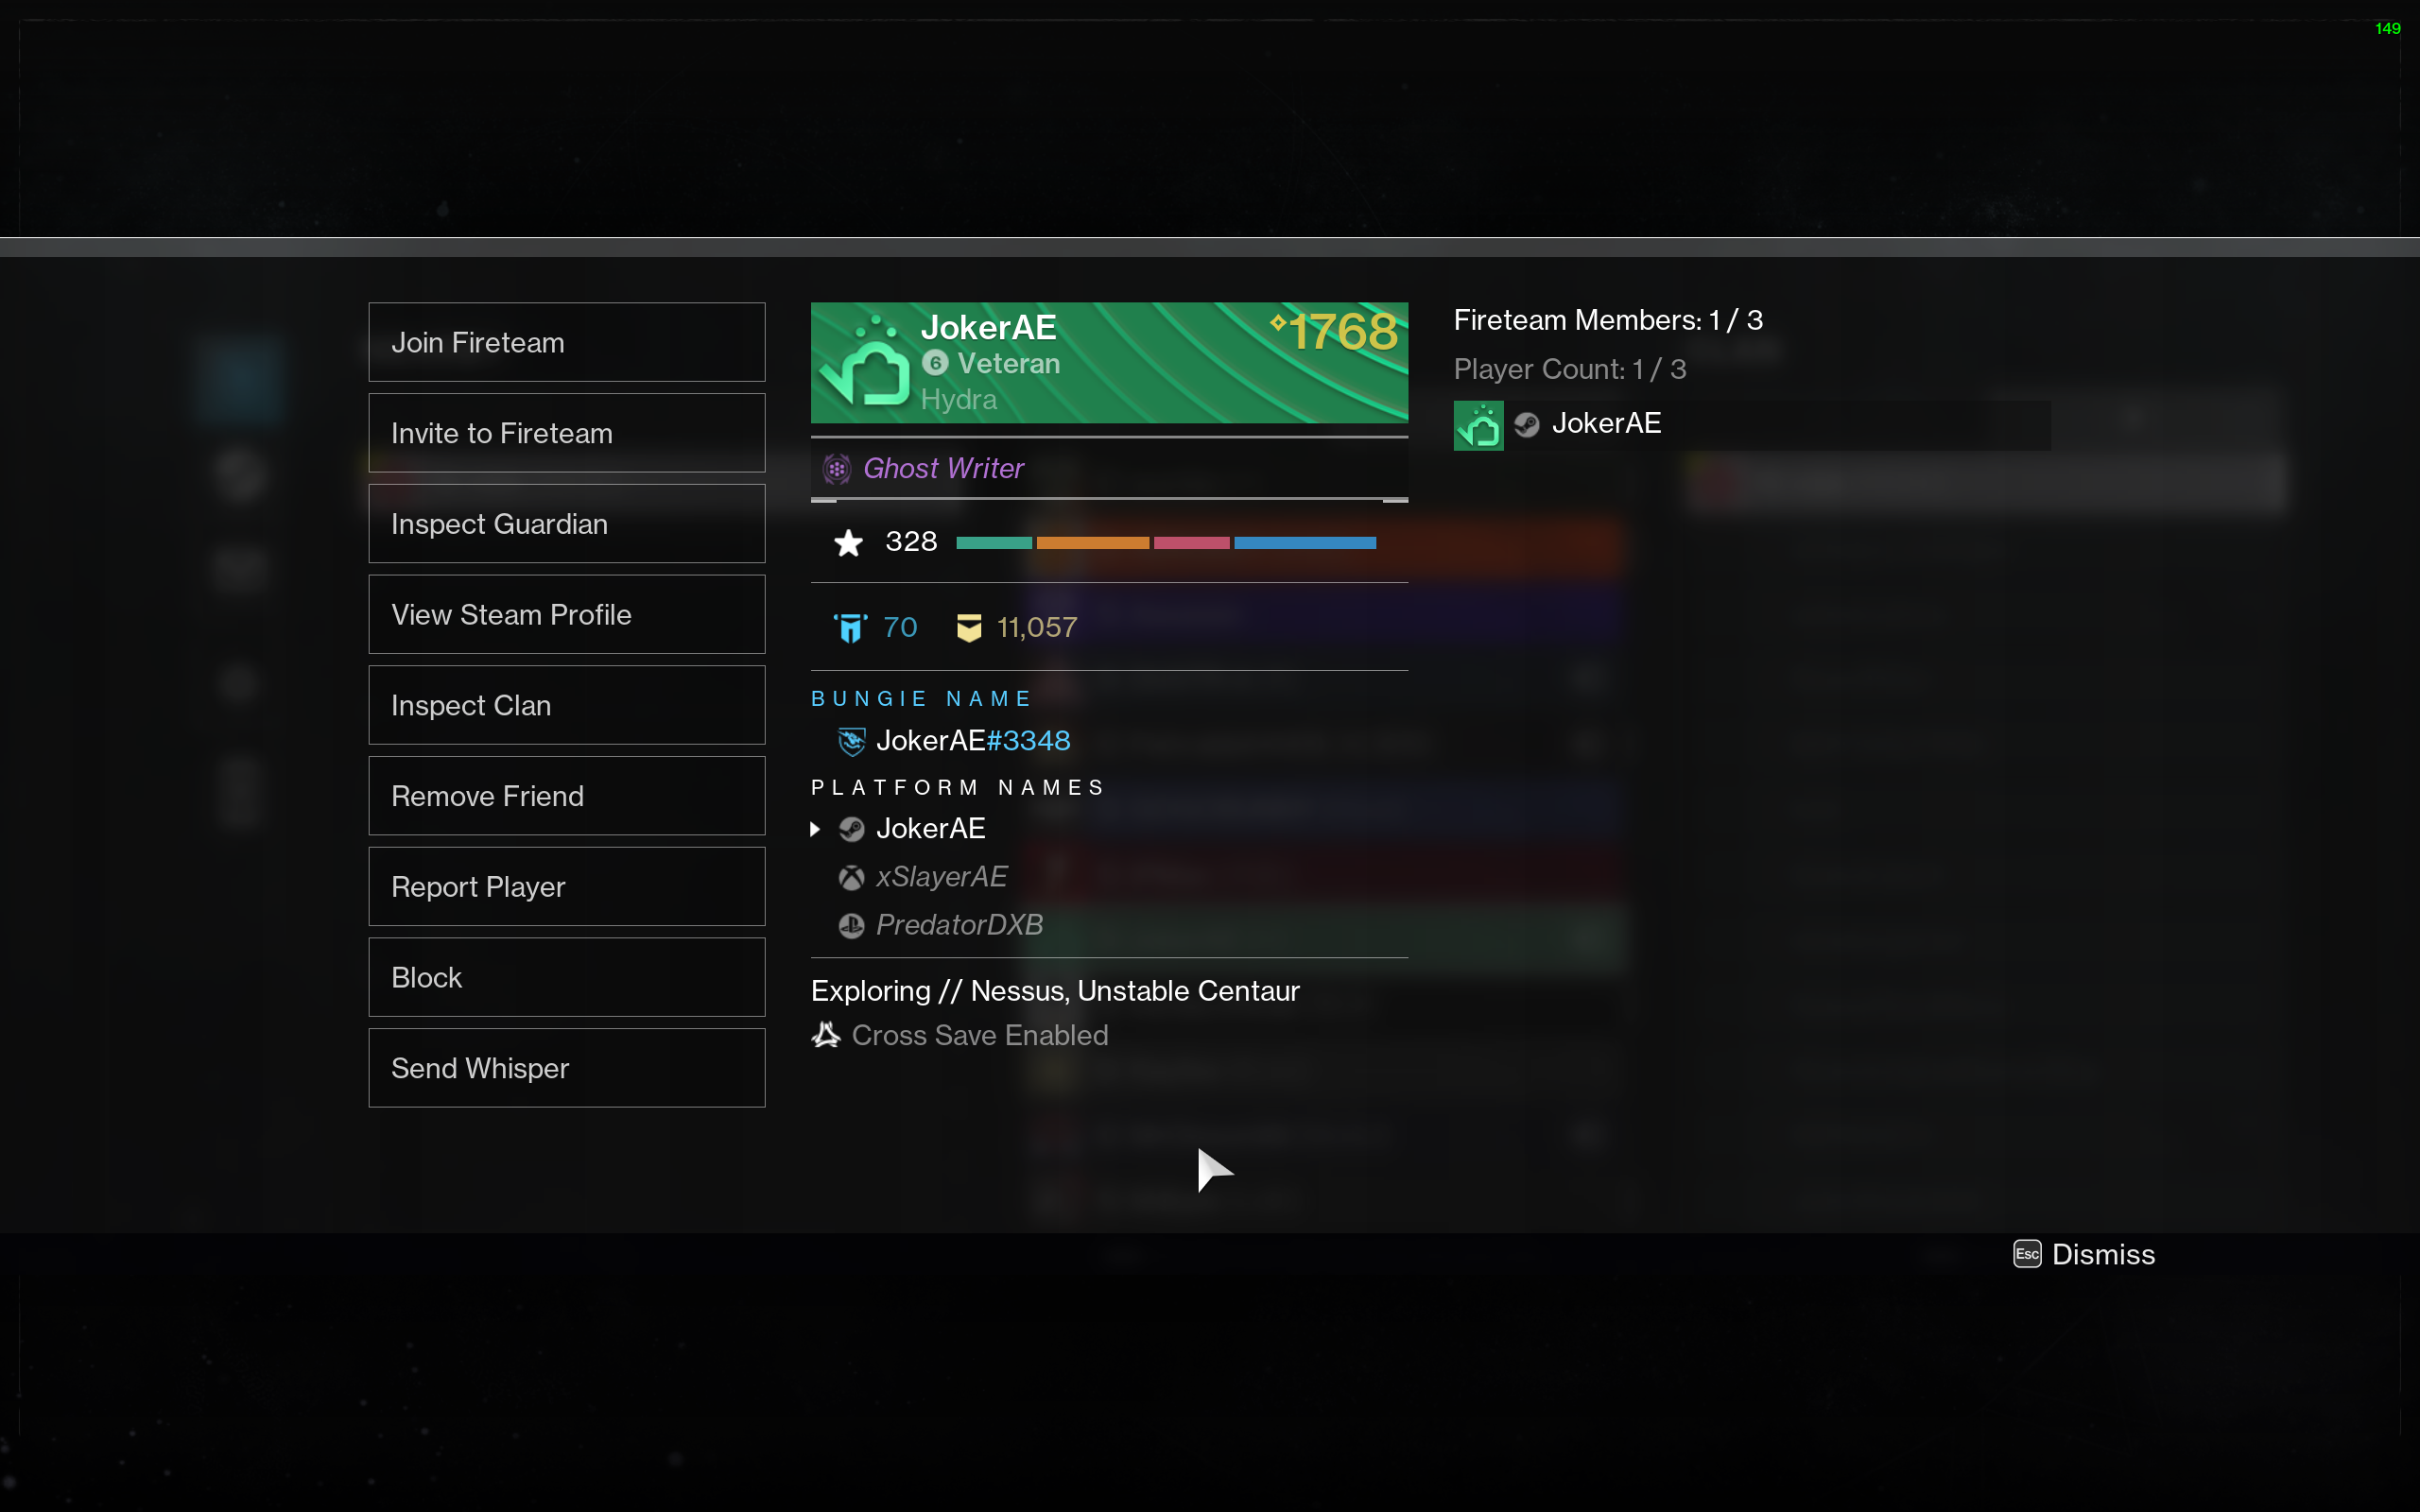 149
Join Fireteam
Invite to Fireteam
Inspect Guardian
View Steam Profile
Inspect Clan
Remove Friend
Report Player
Block
Send Whisper
JokerAE
1768
6 Veteran
Hydra
Ghost Writer
328
70 11,057
BUNGIE NAME
JokerAE#3348
PLATFORM NAMES
JokerAE
xSlayerAE
PredatorDXB
Exploring // Nessus, Unstable Centaur
Cross Save Enabled
Fireteam Members: 1 / 3
Player Count: 1 / 3
JokerAE
Esc Dismiss